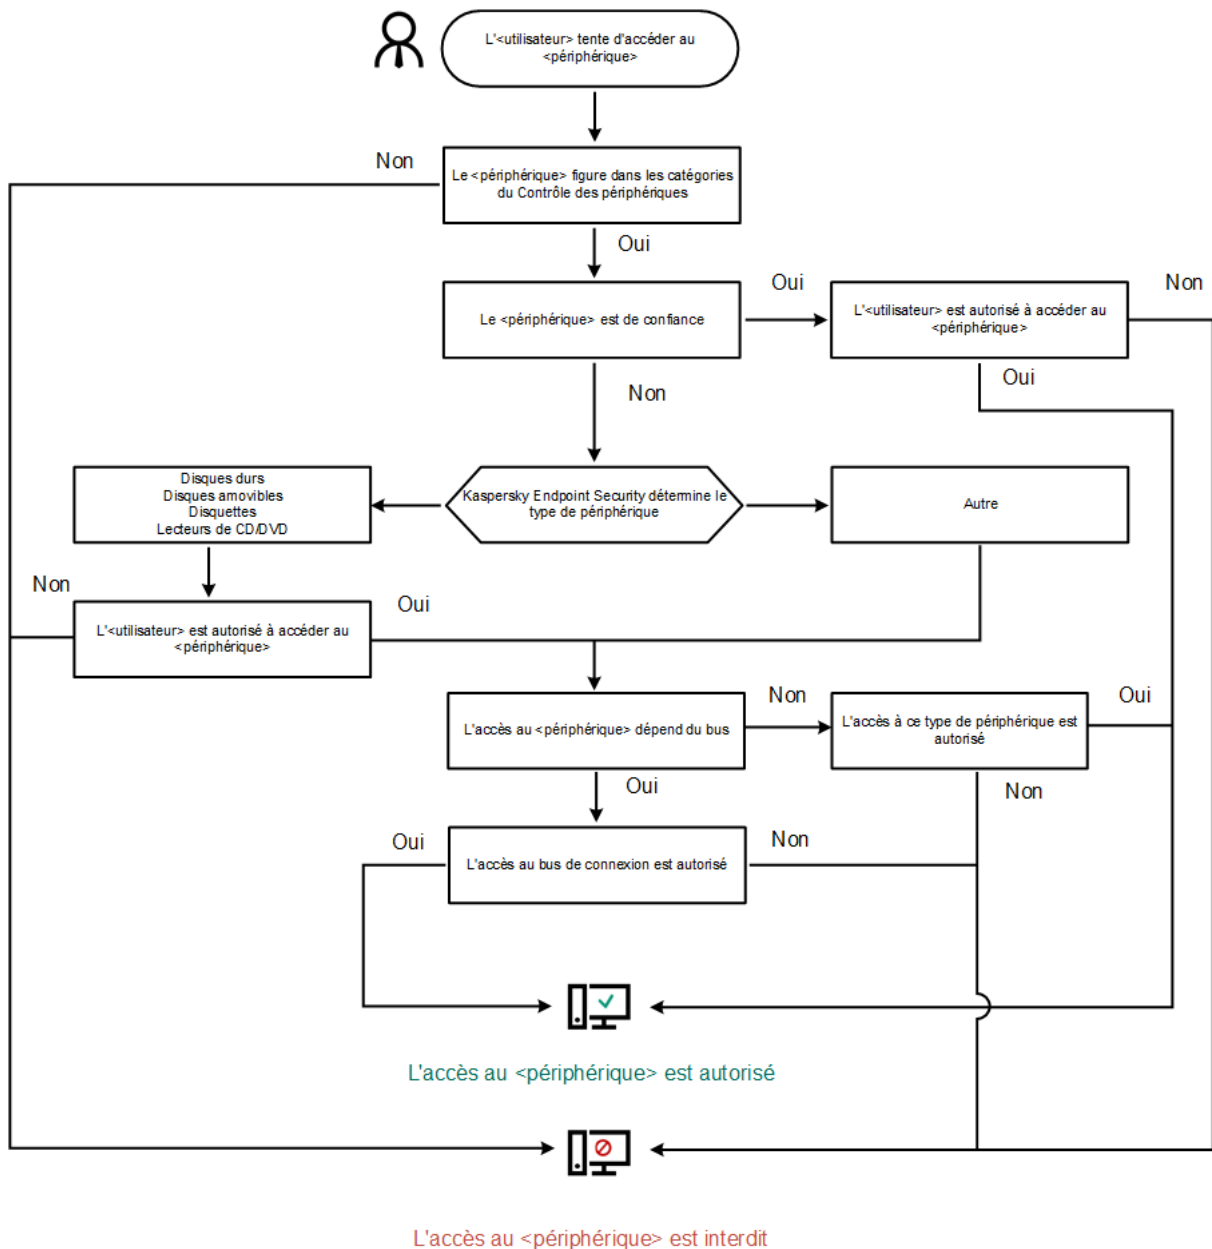 L'<utilisateur> tente d'accéder au
<périphérique>
Non
Le <périphérique> figure dans les catégories
du Contrôle des périphériques
Oui
Oui
Non
Le <périphérique> est de confiance
L'<utilisateur> est autorisé à accéder au
<périphérique>
Non
Oui
Disques durs
Disques amovibles
Disquettes
Lecteurs de CD/DVD
Kaspersky Endpoint Security détermine le
type de périphérique
Autre
Non
Oui
L'<utilisateur> est autorisé à accéder au
<périphérique>
Non
Oui
L'accès au <périphérique> dépend du bus
L'accès à ce type de périphérique est
autorisé
Oui
Non
Oui
Non
L'accès au bus de connexion est autorisé
L'accès au <périphérique> est autorisé
L'accès au <périphérique> est interdit